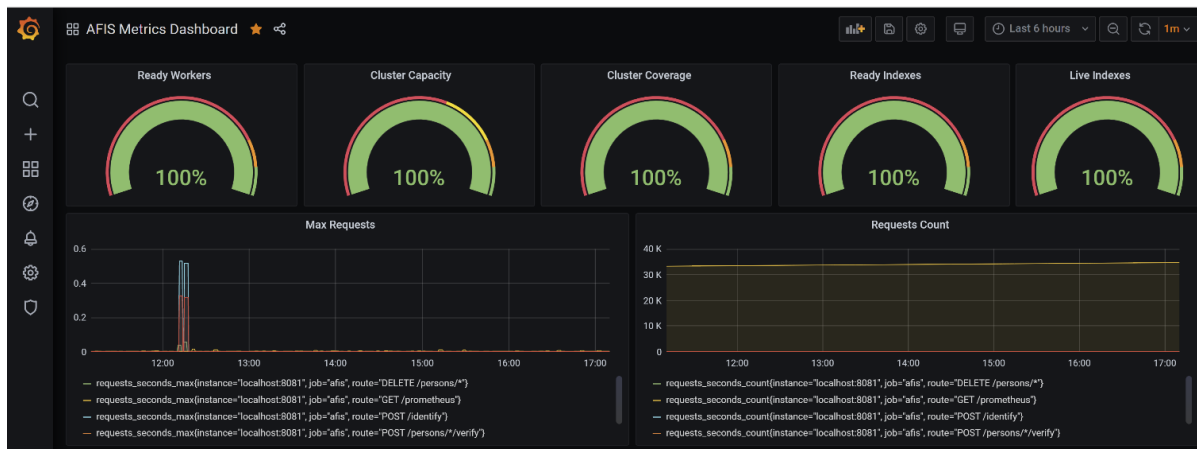 AFIS Metrics Dashboard
Last 6 hours
1m
Ready Workers
Cluster Capacity
Cluster Coverage
Ready Indexes
Live Indexes
100%
100%
100%
100%
100%
Max Requests
0.6
0.4
0.2
0
12:00 13:00 14:00 15:00 16:00 17:00
requests_seconds_max{instance="localhost:8081", job="afis", route="DELETE /persons/*"}
requests_seconds_max{instance="localhost:8081", job="afis", route="GET /prometheus"}
requests_seconds_max{instance="localhost:8081", job="afis", route="POST /identify"}
requests_seconds_max{instance="localhost:8081", job="afis", route="POST /persons/*/verify"}
Requests Count
40 K
30 K
20 K
10 K
0
12:00 13:00 14:00 15:00 16:00 17:00
requests_seconds_count{instance="localhost:8081", job="afis", route="DELETE /persons/*"}
requests_seconds_count{instance="localhost:8081", job="afis", route="GET /prometheus"}
requests_seconds_count{instance="localhost:8081", job="afis", route="POST /identify"}
requests_seconds_count{instance="localhost:8081", job="afis", route="POST /persons/*/verify"}